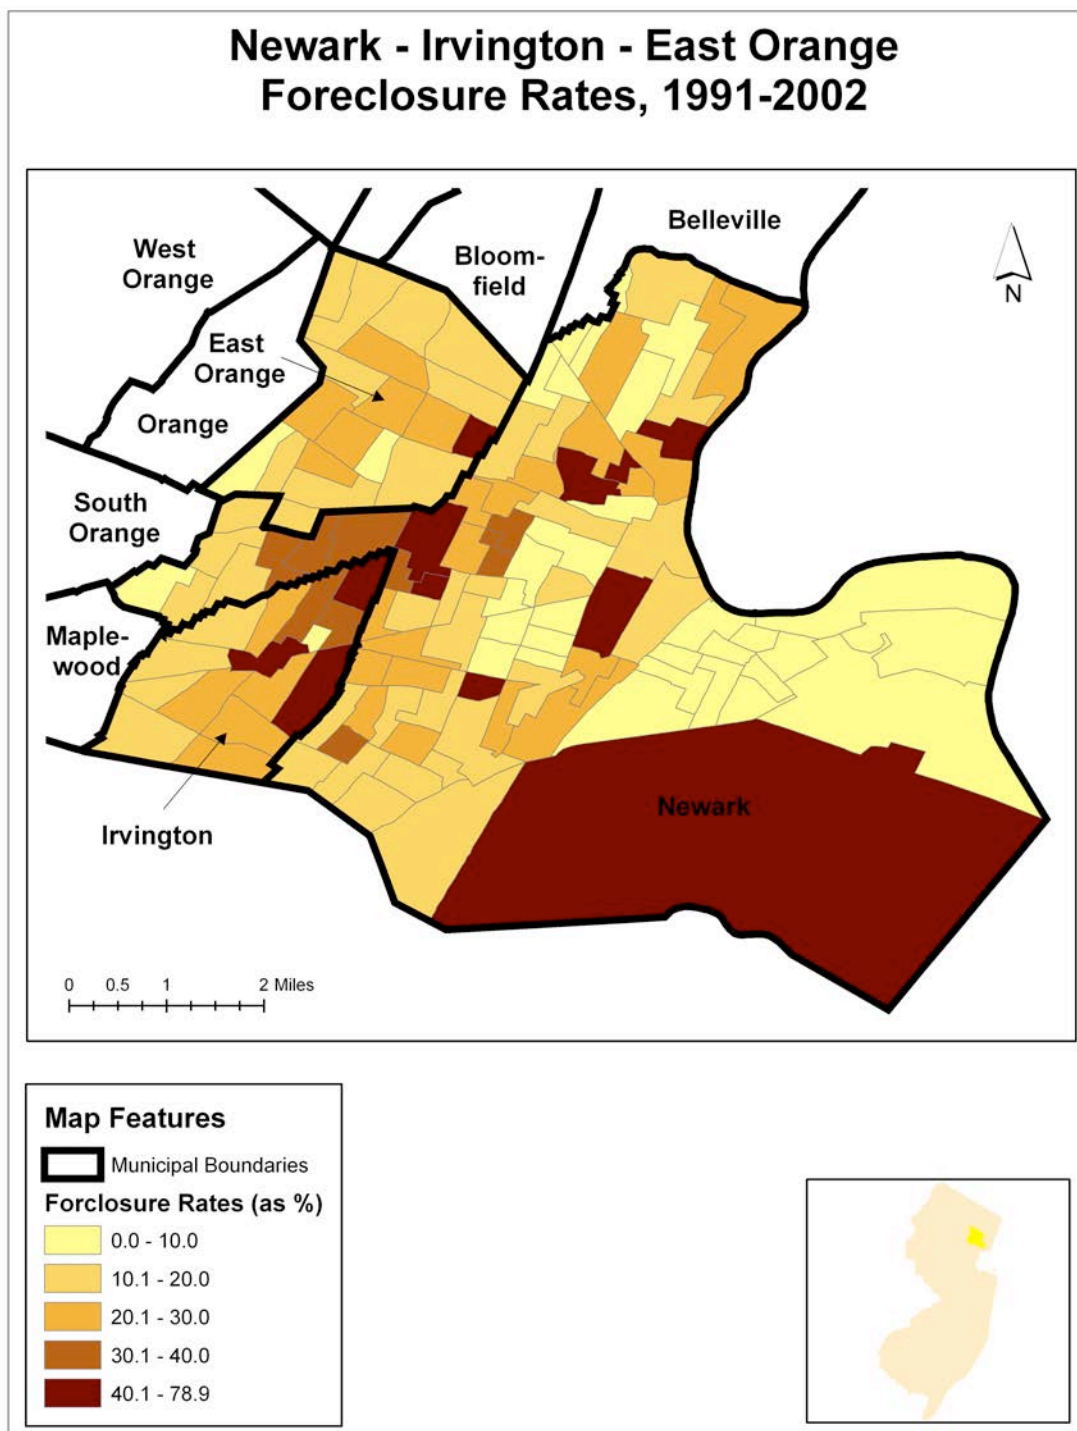 Newark - Irvington - East Orange
Foreclosure Rates, 1991-2002
Belleville
West
Orange
Bloom-
field
N
East
Orange
Orange
South
Orange
Maple-
wood
Newark
Irvington
0 0.5 1 2 Miles
Map Features
Municipal Boundaries
Forclosure Rates (as %)
0.0 - 10.0
10.1 - 20.0
20.1 - 30.0
30.1 - 40.0
40.1 - 78.9